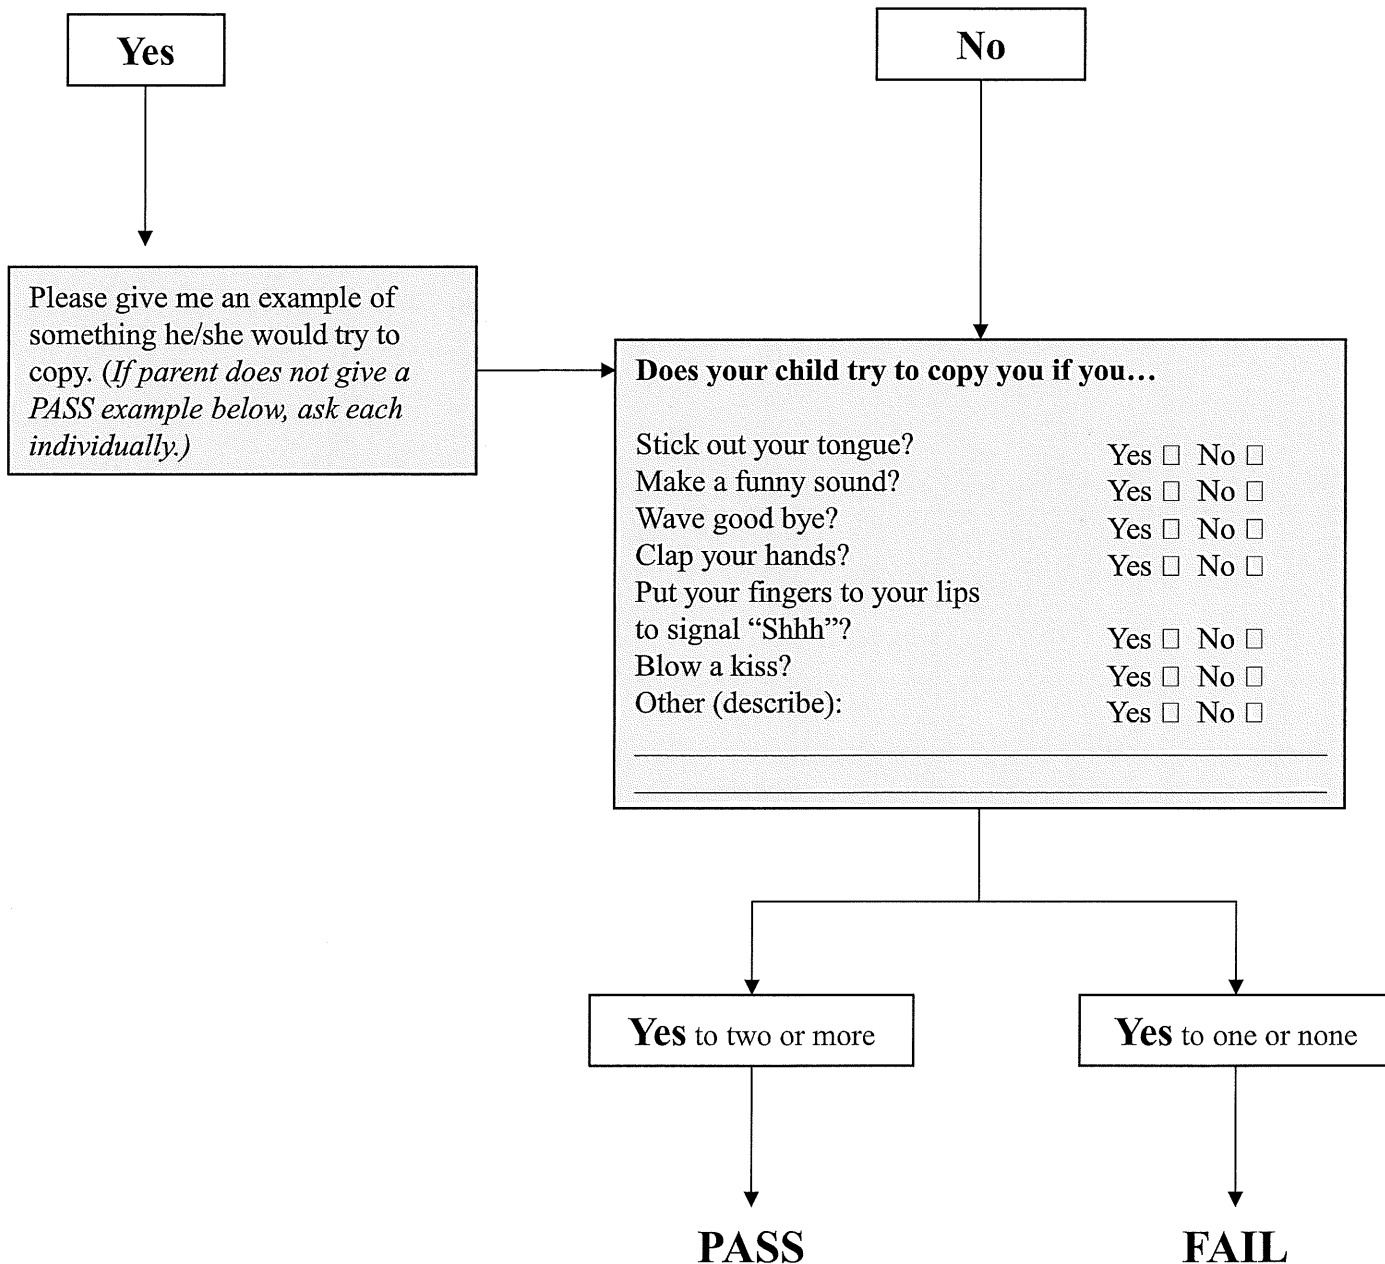 Yes
No
Please give me an example of
something he/she would try to
copy. (If parent does not give a
PASS example below, ask each
individually.)
Does your child try to copy you if you…
Stick out your tongue? Yes □ No □
Make a funny sound? Yes □ No □
Wave good bye? Yes □ No □
Clap your hands? Yes □ No □
Put your fingers to your lips
to signal “Shhh”? Yes □ No □
Blow a kiss? Yes □ No □
Other (describe): Yes □ No □
Yes to two or more
Yes to one or none
PASS
FAIL